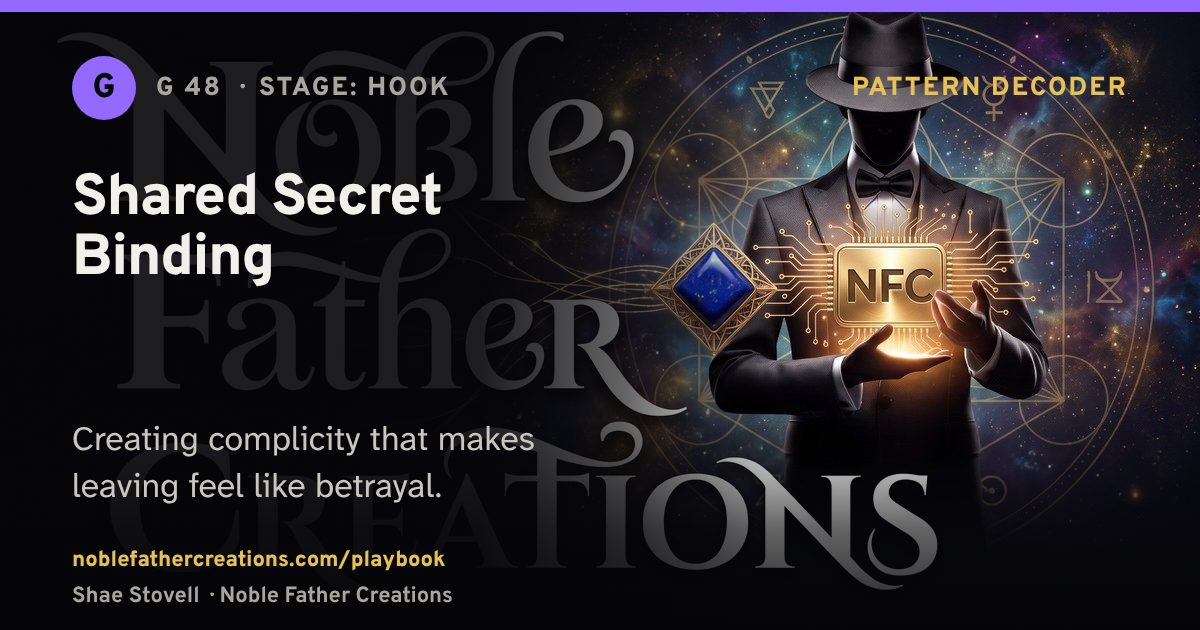 G
G 48 · STAGE: HOOK
PATTERN DECODER
Noble
Father
Creations
Shared Secret
Binding
NFC
Creating complicity that makes
leaving feel like betrayal.
noblefathercreations.com/playbook
Shae Stovell · Noble Father Creations